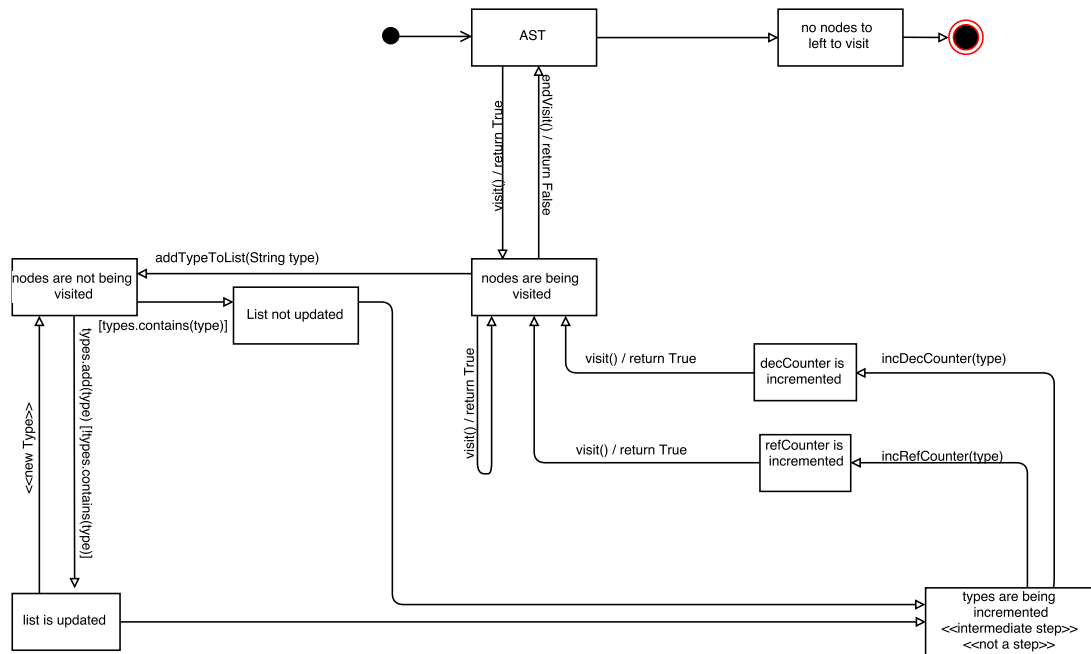 AST
no nodes to
left to visit
visit() / return True
endVisit() / return False
addTypeToList(String type)
nodes are not being
visited
nodes are being
visited
[types.contains(type)]
List not updated
types.add(type) [!types.contains(type)]
<<new Type>>
visit() / return True
visit() / return True
decCounter is
incremented
incDecCounter(type)
visit() / return True
refCounter is
incremented
incRefCounter(type)
list is updated
types are being
incremented
<<intermediate step>>
<<not a step>>